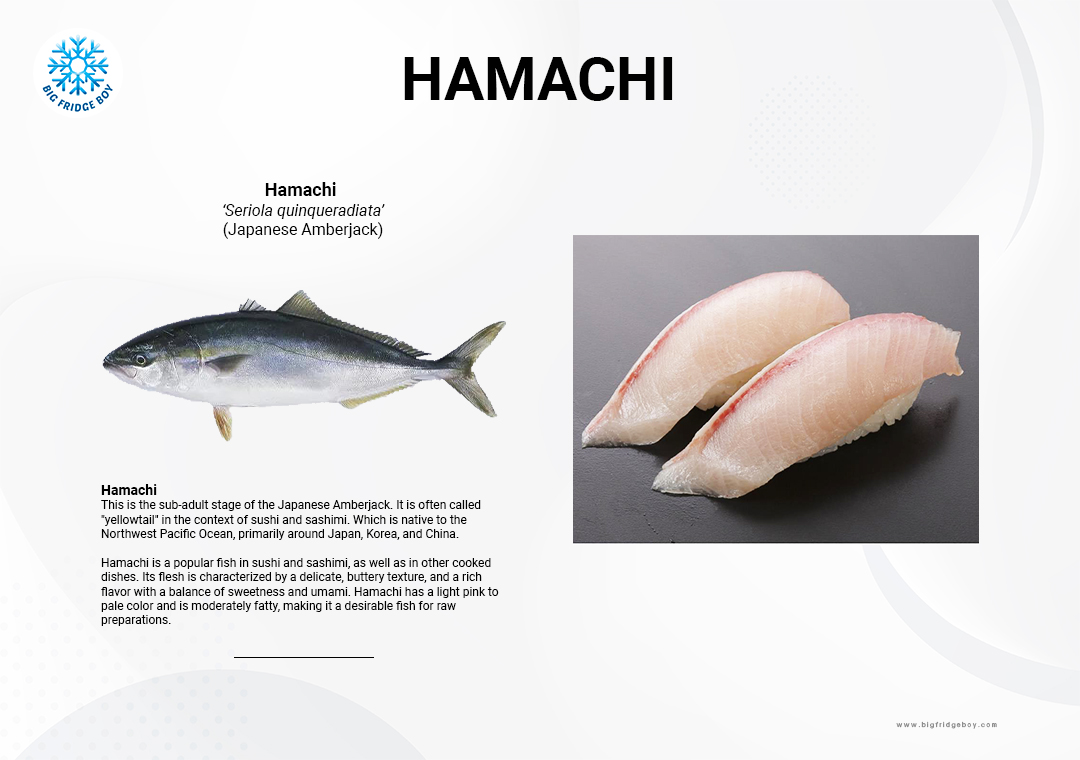 BIG FRIDGE BOY
HAMACHI
Hamachi
‘Seriola quinqueradiata’
(Japanese Amberjack)
Hamachi
This is the sub-adult stage of the Japanese Amberjack. It is often called
"yellowtail" in the context of sushi and sashimi. Which is native to the
Northwest Pacific Ocean, primarily around Japan, Korea, and China.
Hamachi is a popular fish in sushi and sashimi, as well as in other cooked
dishes. Its flesh is characterized by a delicate, buttery texture, and a rich
flavor with a balance of sweetness and umami. Hamachi has a light pink to
pale color and is moderately fatty, making it a desirable fish for raw
preparations.
www.bigfridgeboy.com